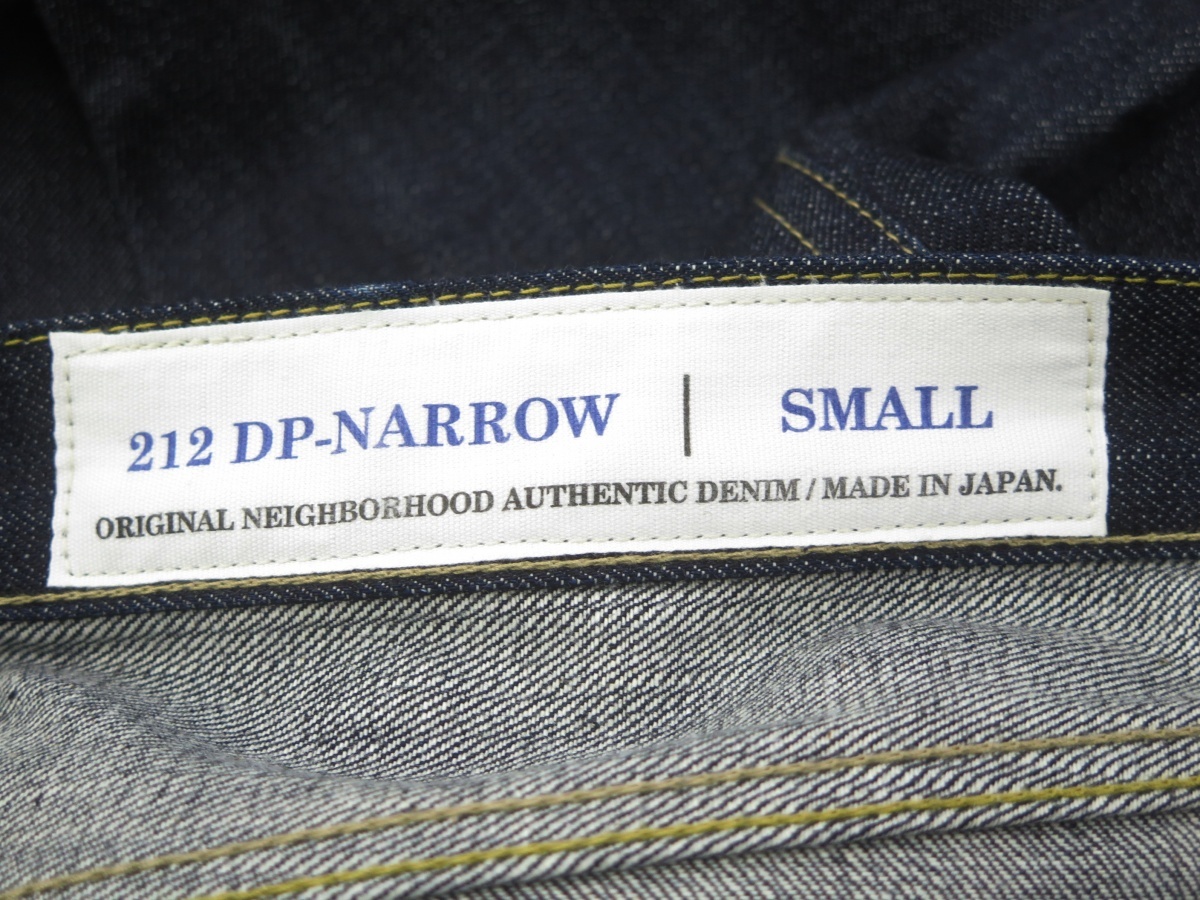 212 DP-NARROW | SMALL
ORIGINAL NEIGHBORHOOD AUTHENTIC DENIM / MADE IN JAPAN.